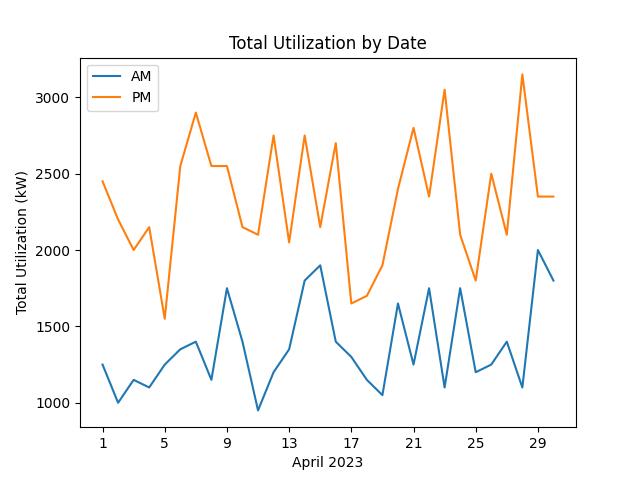 Total Utilization by Date
AM
PM
Total Utilization (kW)
3000
2500
2000
1500
1000
1 5 9 13 17 21 25 29
April 2023